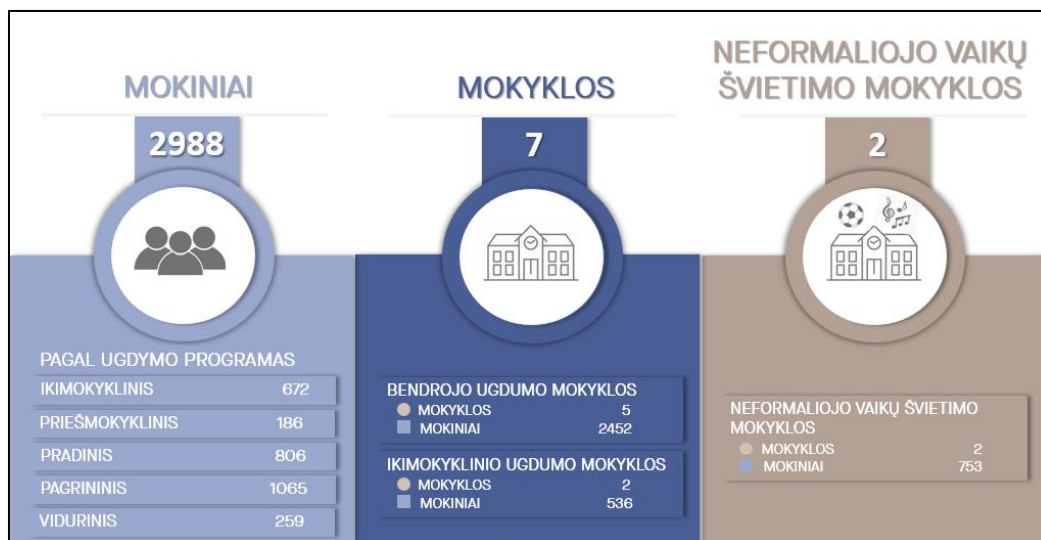 MOKINIAI
2988
PAGAL UGDYMO PROGRAMAS
IKIMOKYKLINIS 672
PRIEŠMOKYKLINIS 186
PRADINIS 806
PAGRININIS 1065
VIDURINIS 259
MOKYKLOS
7
BENDROJO UGDUMO MOKYKLOS
MOKYKLOS 5
MOKINIAI 2452
IKIMOKYKLINIO UGDUMO MOKYKLOS
MOKYKLOS 2
MOKINIAI 536
NEFORMALIOJO VAIKŲ
ŠVIETIMO MOKYKLOS
2
NEFORMALIOJO VAIKŲ ŠVIETIMO
MOKYKLOS
MOKYKLOS 2
MOKINIAI 753